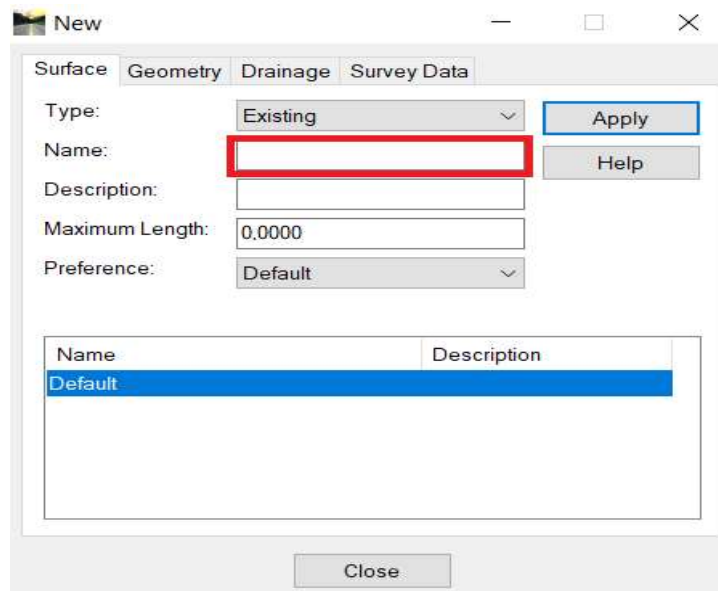 New
Surface Geometry Drainage Survey Data
Type: Existing Apply
Name: Help
Description:
Maximum Length: 0,0000
Preference: Default
Name Description
Default
Close